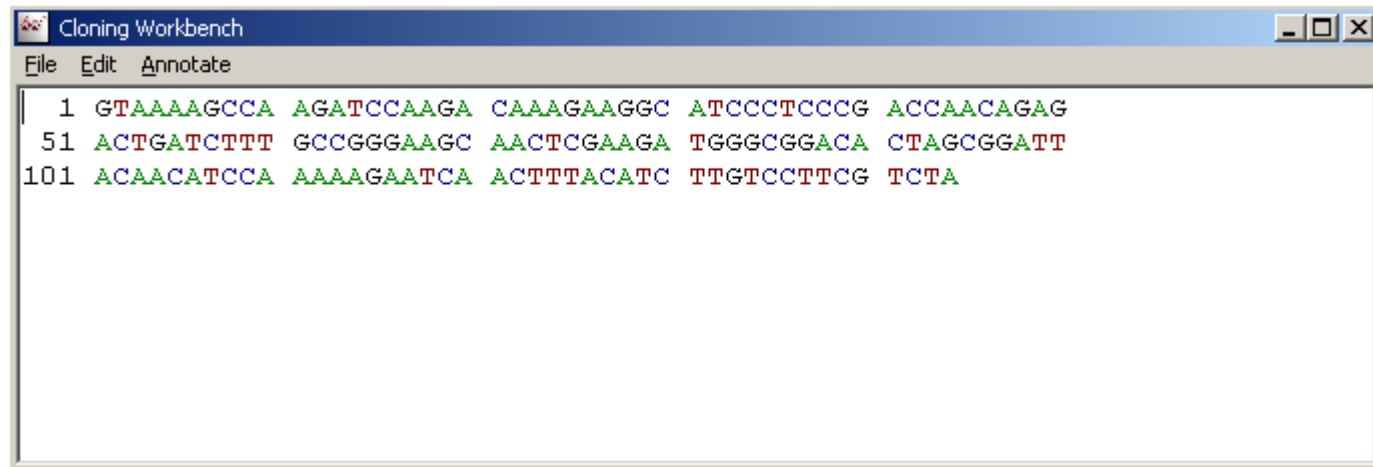 Cloning Workbench
File Edit Annotate
1 GTAAAAGCCA AGATCCAAGA CAAAGAAGGC ATCCCTCCCG ACCAACAGAG
51 ACTGATCTTT GCCGGGAAGC AACTCGAAGA TGGGCGGACA CTAGCGGATT
101 ACAACATCCA AAAAGAATCA ACTTTACATC TTGTCCTTCG TCTA